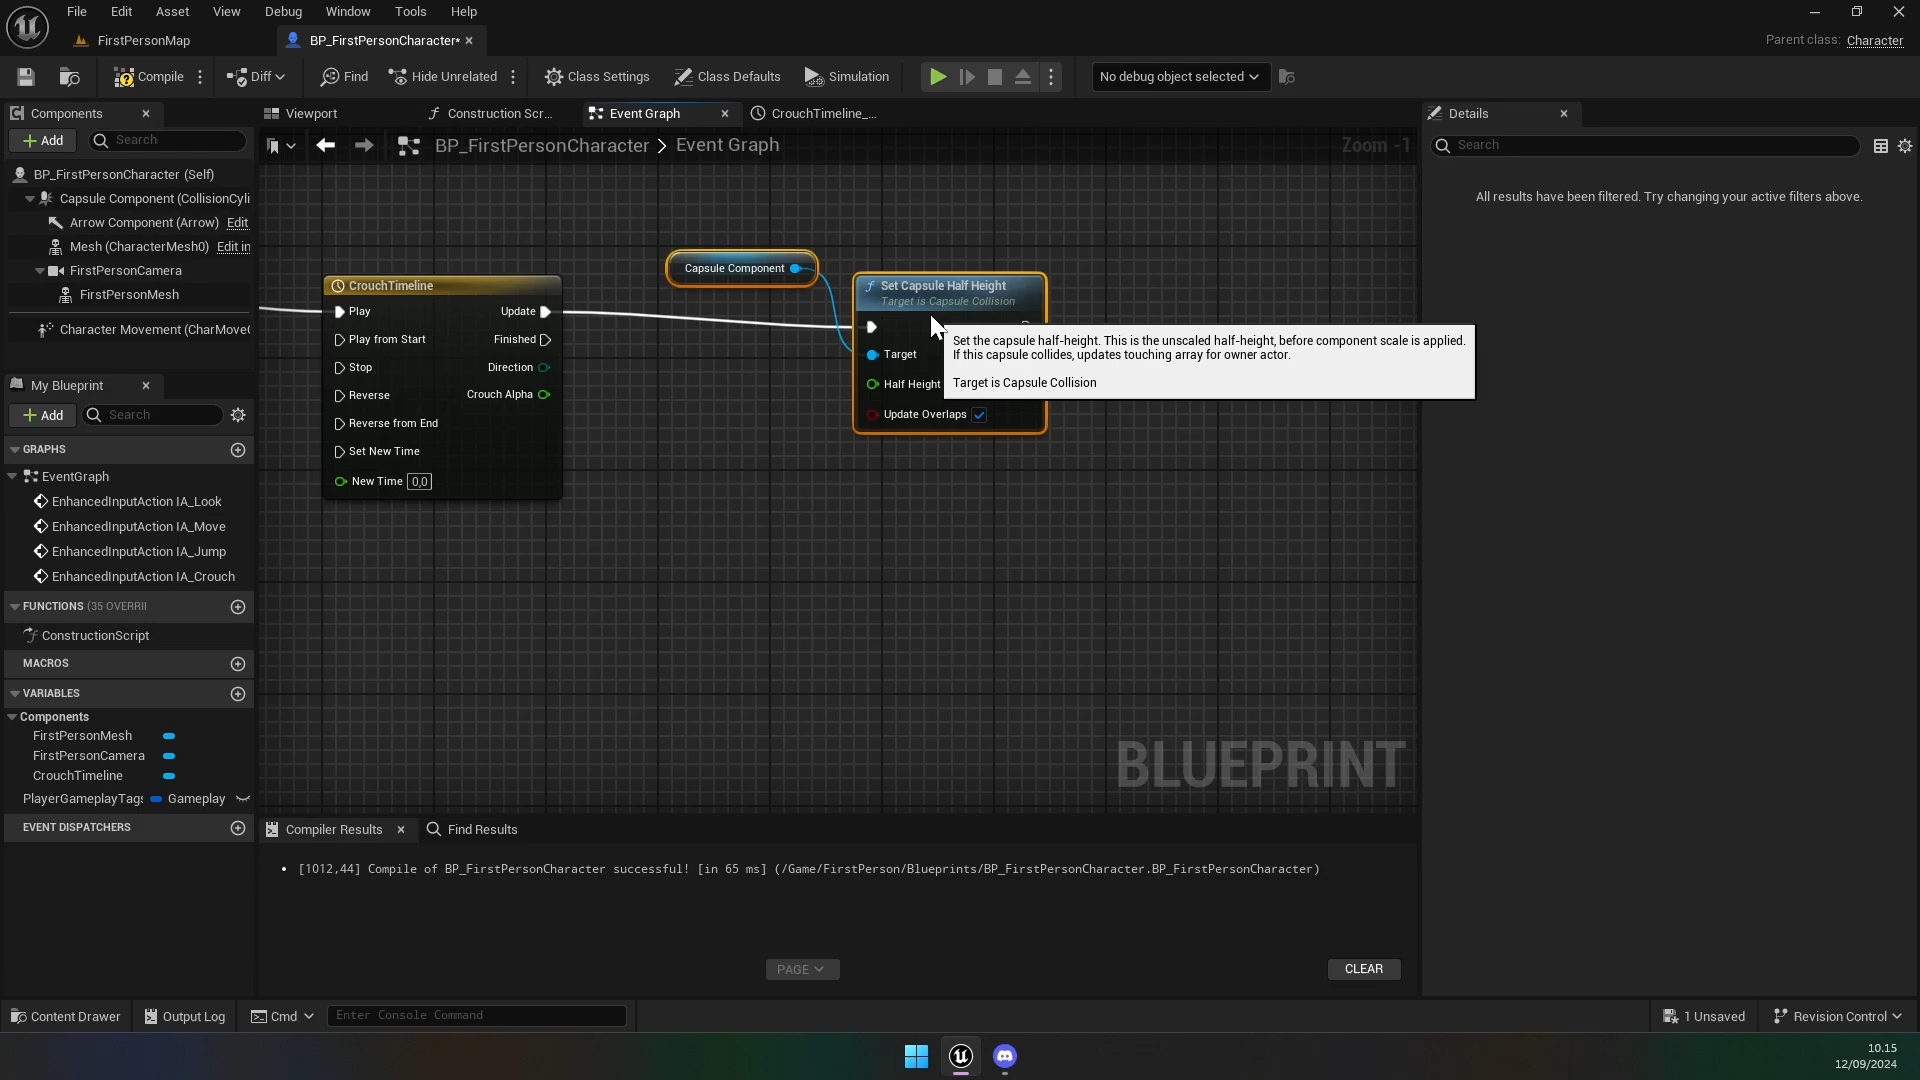 File Edit Asset View Debug Window Tools Help
FirstPersonMap
BP_FirstPersonCharacter*
Parent class: Character
Compile
Diff
Find
Hide Unrelated
Class Settings
Class Defaults
Simulation
No debug object selected
Components
Add
Search
BP_FirstPersonCharacter (Self)
Capsule Component (CollisionCyli
Arrow Component (Arrow) Edit
Mesh (CharacterMesh0) Edit in
FirstPersonCamera
FirstPersonMesh
Character Movement (CharMove
My Blueprint
Add
Search
GRAPHS
EventGraph
EnhancedInputAction IA_Look
EnhancedInputAction IA_Move
EnhancedInputAction IA_Jump
EnhancedInputAction IA_Crouch
FUNCTIONS (35 OVERRI
ConstructionScript
MACROS
VARIABLES
Components
FirstPersonMesh
FirstPersonCamera
CrouchTimeline
PlayerGameplayTags Gameplay
EVENT DISPATCHERS
Viewport
Construction Scr...
Event Graph
CrouchTimeline_...
BP_FirstPersonCharacter > Event Graph
Zoom -1
CrouchTimeline
Play
Update
Play from Start
Finished
Stop
Direction
Reverse
Crouch Alpha
Reverse from End
Set New Time
New Time 0,0
Capsule Component
Set Capsule Half Height
Target is Capsule Collision
Target
Half Height
Update Overlaps
Set the capsule half-height. This is the unscaled half-height, before component scale is applied.
If this capsule collides, updates touching array for owner actor.
Target is Capsule Collision
BLUEPRINT
Compiler Results
Find Results
[1012,44] Compile of BP_FirstPersonCharacter successful! [in 65 ms] (/Game/FirstPerson/Blueprints/BP_FirstPersonCharacter.BP_FirstPersonCharacter)
PAGE
CLEAR
Details
Search
All results have been filtered. Try changing your active filters above.
Content Drawer
Output Log
Cmd
Enter Console Command
1 Unsaved
Revision Control
10.15
12/09/2024